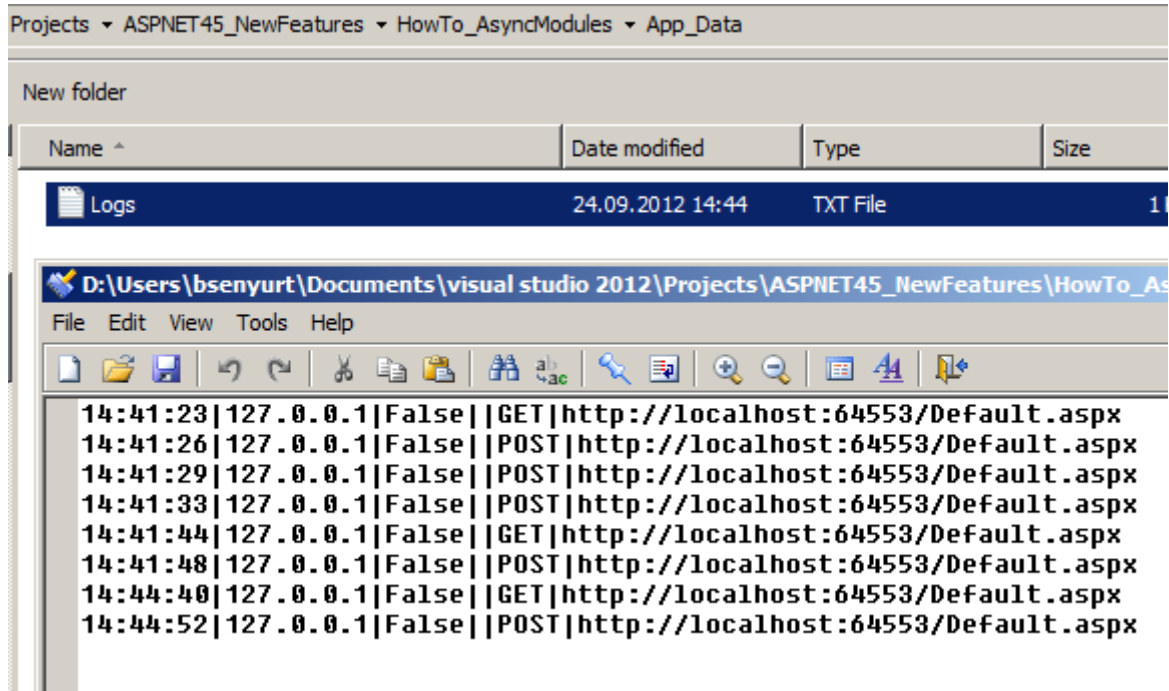 Projects ▾ ASPNET45_NewFeatures ▾ HowTo_AsyncModules ▾ App_Data
New folder
Name Date modified Type Size
Logs 24.09.2012 14:44 TXT File 1
D:\Users\bsenyurt\Documents\visual studio 2012\Projects\ASPNET45_NewFeatures\HowTo_As
File Edit View Tools Help
14:41:23|127.0.0.1|False||GET|http://localhost:64553/Default.aspx
14:41:26|127.0.0.1|False||POST|http://localhost:64553/Default.aspx
14:41:29|127.0.0.1|False||POST|http://localhost:64553/Default.aspx
14:41:33|127.0.0.1|False||POST|http://localhost:64553/Default.aspx
14:41:44|127.0.0.1|False||GET|http://localhost:64553/Default.aspx
14:41:48|127.0.0.1|False||POST|http://localhost:64553/Default.aspx
14:44:40|127.0.0.1|False||GET|http://localhost:64553/Default.aspx
14:44:52|127.0.0.1|False||POST|http://localhost:64553/Default.aspx